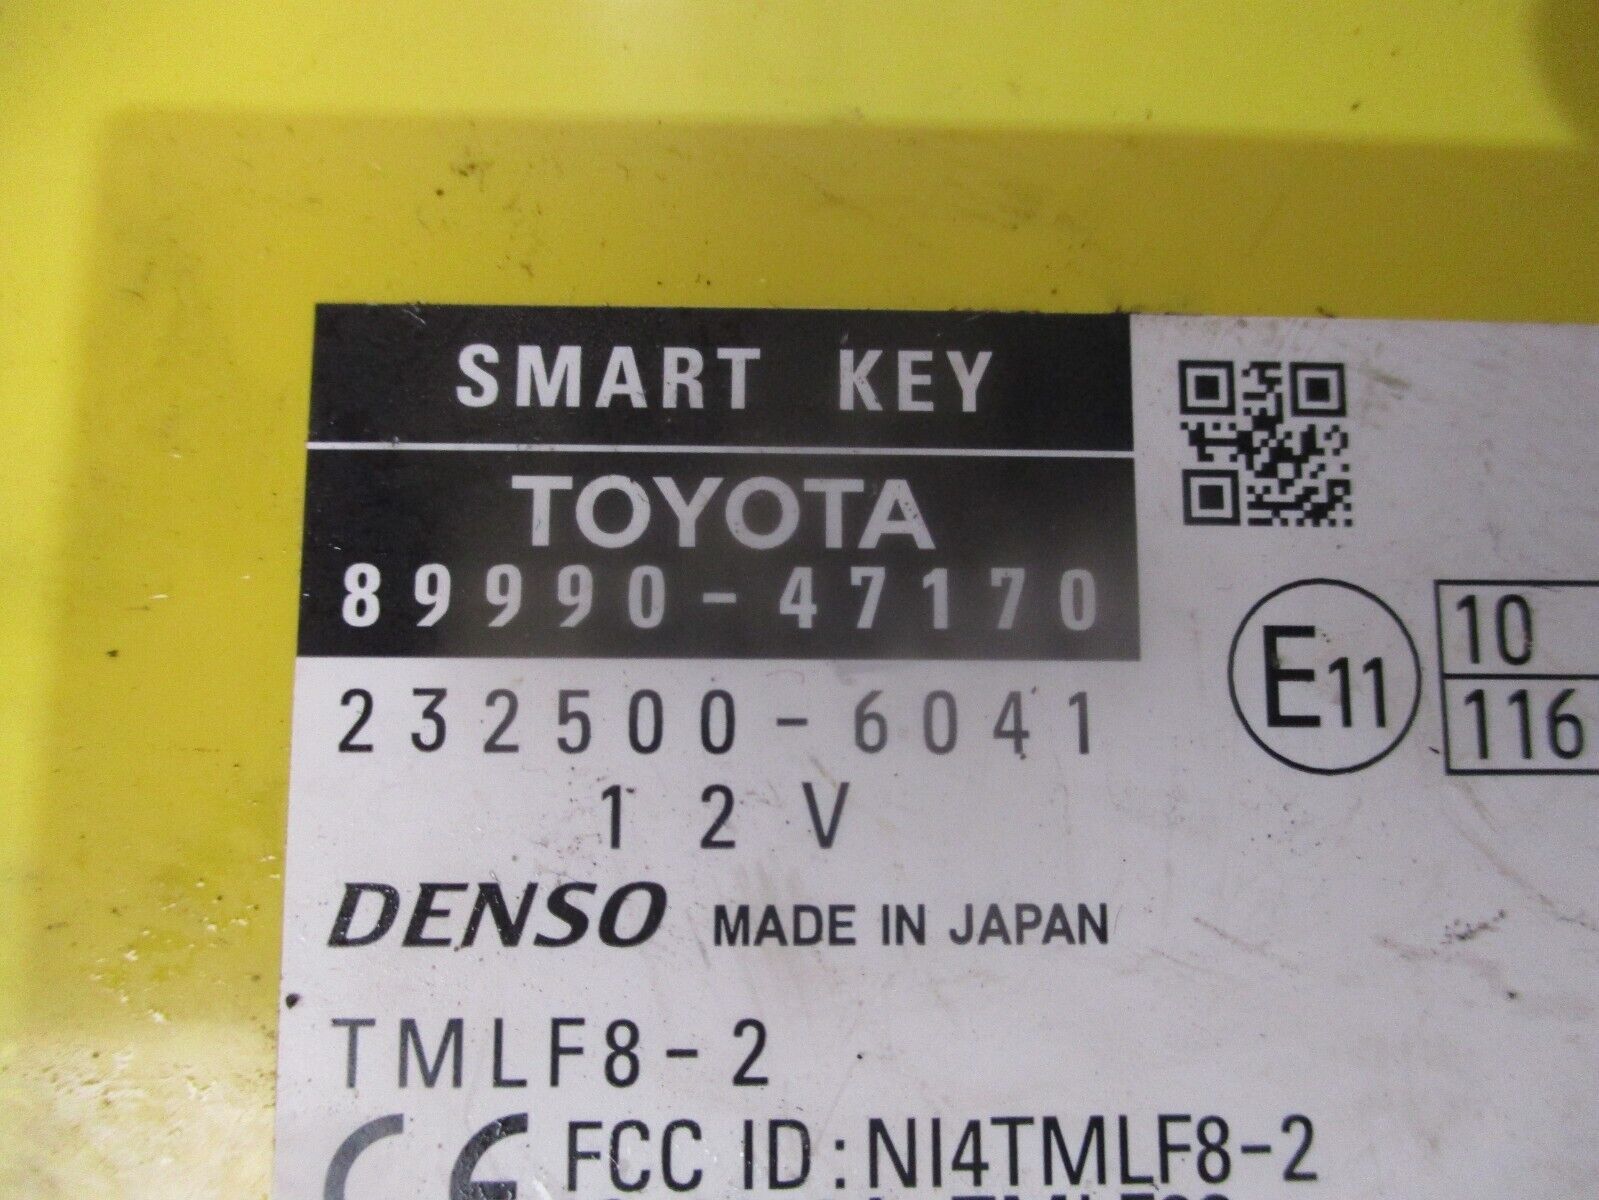 SMART KEY
TOYOTA
89990-47170
232500-6041
12V
DENSO MADE IN JAPAN
TMLF8-2
CE FCC ID: NI4TMLF8-2
E11
10
116